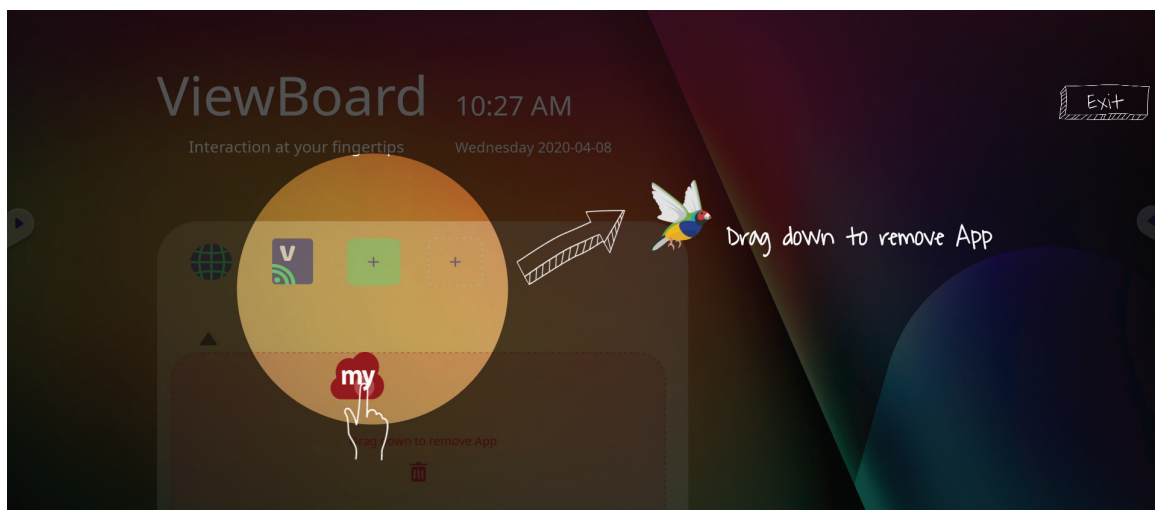 ViewBoard
10:27 AM
Exit
Interaction at your fingertips
Wednesday 2020-04-08
Drag down to remove App
V
+
+
my
Drag down to remove App